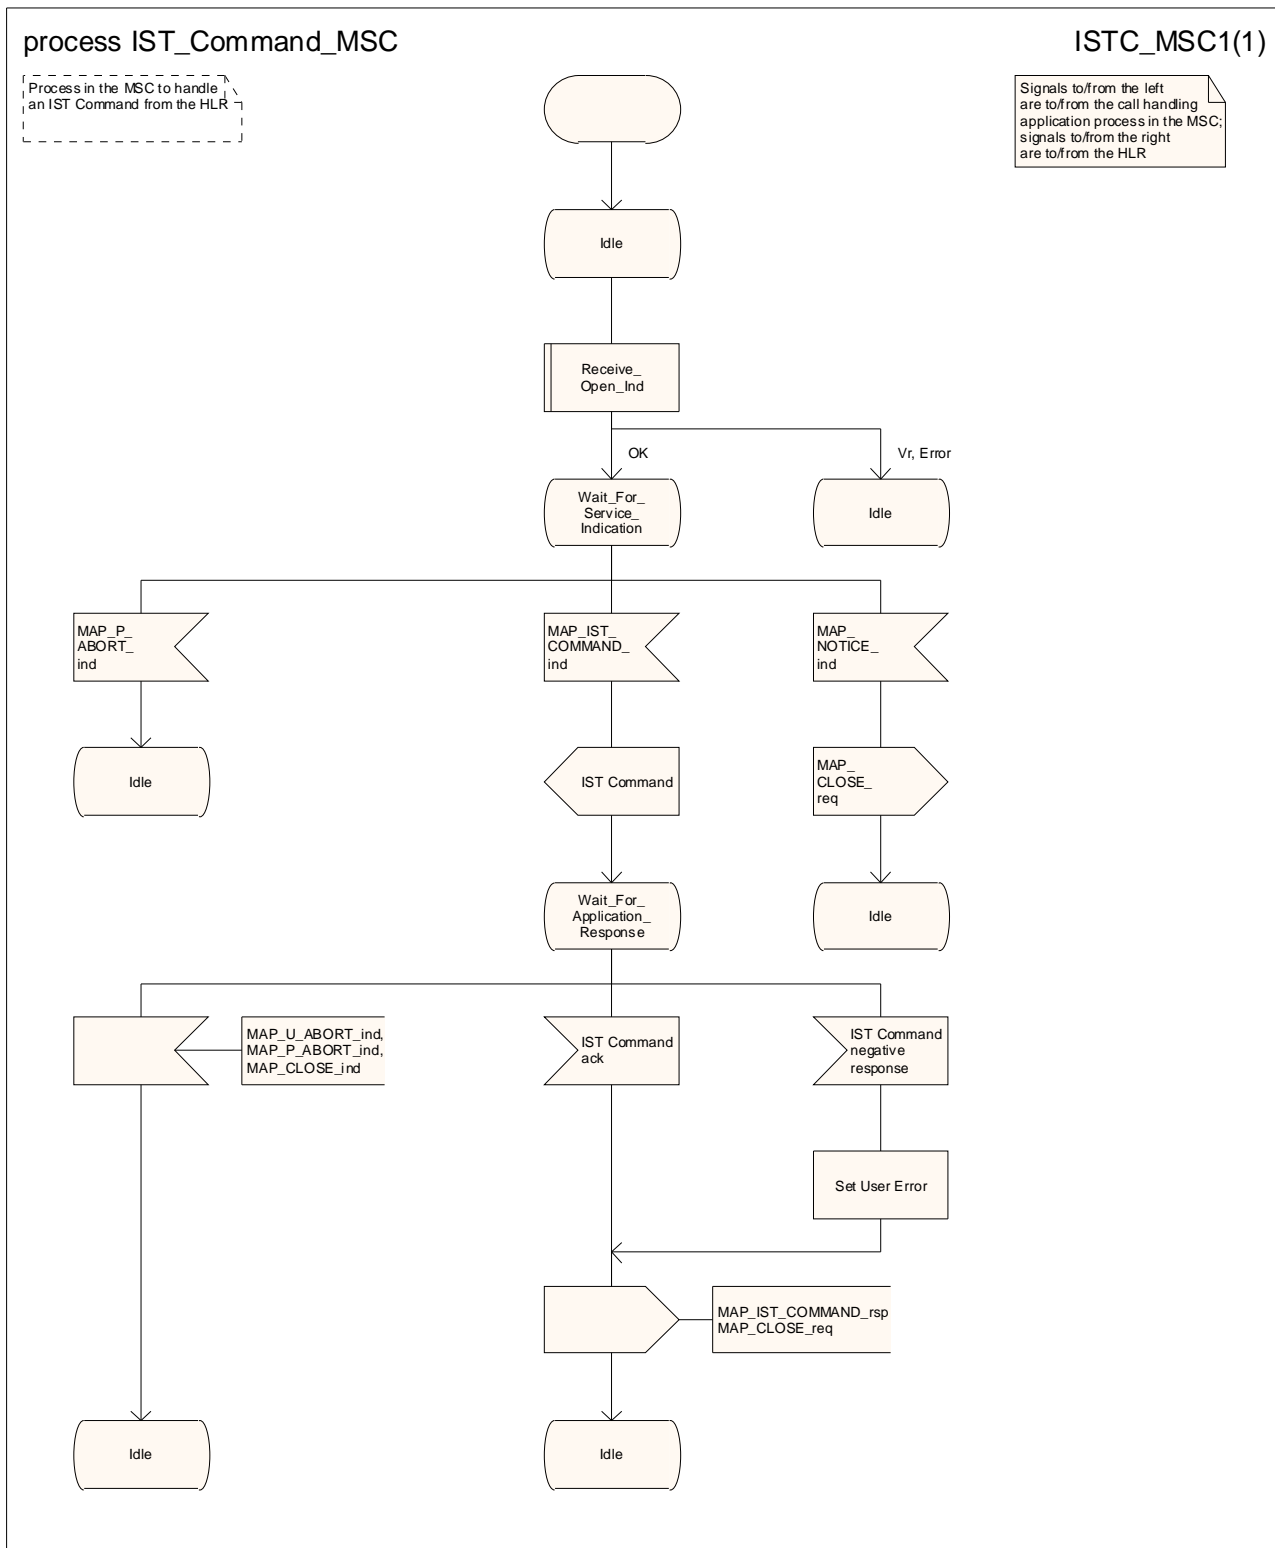 process IST_Command_MSC
ISTC_MSC1(1)
Process in the MSC to handle
an IST Command from the HLR
Signals to/from the left
are to/from the call handling
application process in the MSC;
signals to/from the right
are to/from the HLR
Idle
Receive_
Open_Ind
OK
Vr, Error
Wait_For_
Service_
Indication
Idle
MAP_P_
ABORT_
ind
MAP_IST_
COMMAND_
ind
MAP_
NOTICE_
ind
Idle
IST Command
MAP_
CLOSE_
req
Wait_For_
Application_
Response
Idle
MAP_U_ABORT_ind,
MAP_P_ABORT_ind,
MAP_CLOSE_ind
IST Command
ack
IST Command
negative
response
Set User Error
MAP_IST_COMMAND_rsp
MAP_CLOSE_req
Idle
Idle